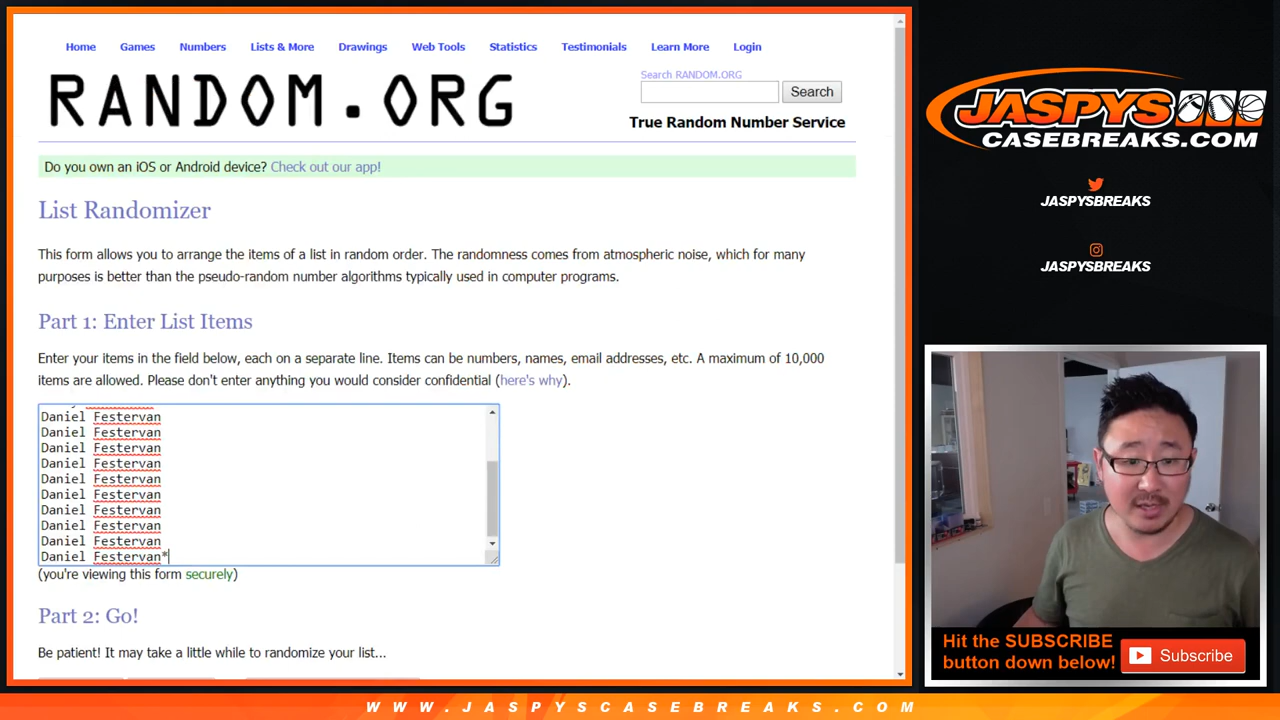 Home Games Numbers Lists & More Drawings Web Tools Statistics Testimonials Learn More Login
RANDOM.ORG
Search RANDOM.ORG
Search
True Random Number Service
Do you own an iOS or Android device? Check out our app!
List Randomizer
This form allows you to arrange the items of a list in random order. The randomness comes from atmospheric noise, which for many
purposes is better than the pseudo-random number algorithms typically used in computer programs.
Part 1: Enter List Items
Enter your items in the field below, each on a separate line. Items can be numbers, names, email addresses, etc. A maximum of 10,000
items are allowed. Please don't enter anything you would consider confidential (here's why).
Daniel Festervan
Daniel Festervan
Daniel Festervan
Daniel Festervan
Daniel Festervan
Daniel Festervan
Daniel Festervan
Daniel Festervan
Daniel Festervan
Daniel Festervan*
(you're viewing this form securely)
Part 2: Go!
Be patient! It may take a little while to randomize your list...
JASPYS
CASEBREAKS.COM
JASPYSBREAKS
JASPYSBREAKS
Hit the SUBSCRIBE
button down below!
Subscribe
WWW.JASPYSCASEBREAKS.COM